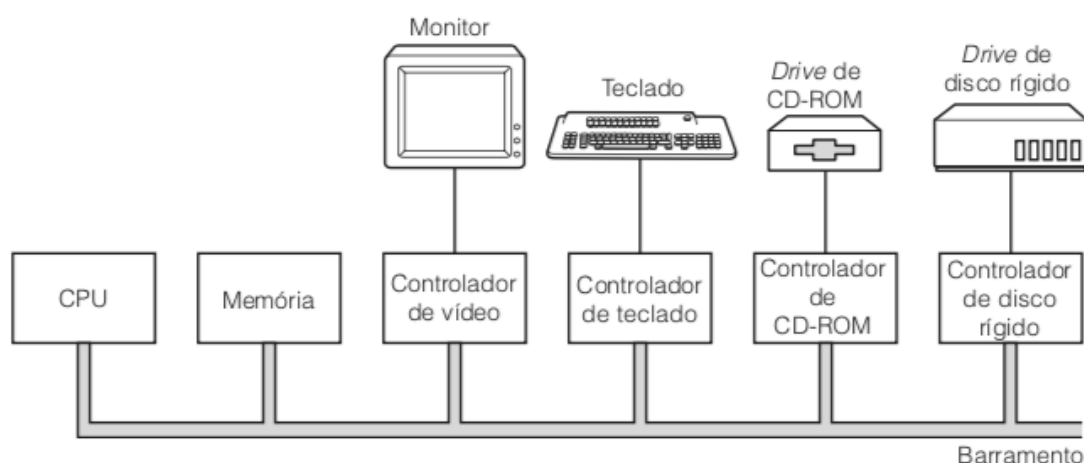 Monitor
Teclado
Drive de
CD-ROM
Drive de
disco rígido
CPU
Memória
Controlador
de vídeo
Controlador
de teclado
Controlador
de
CD-ROM
Controlador
de disco
rígido
Barramento